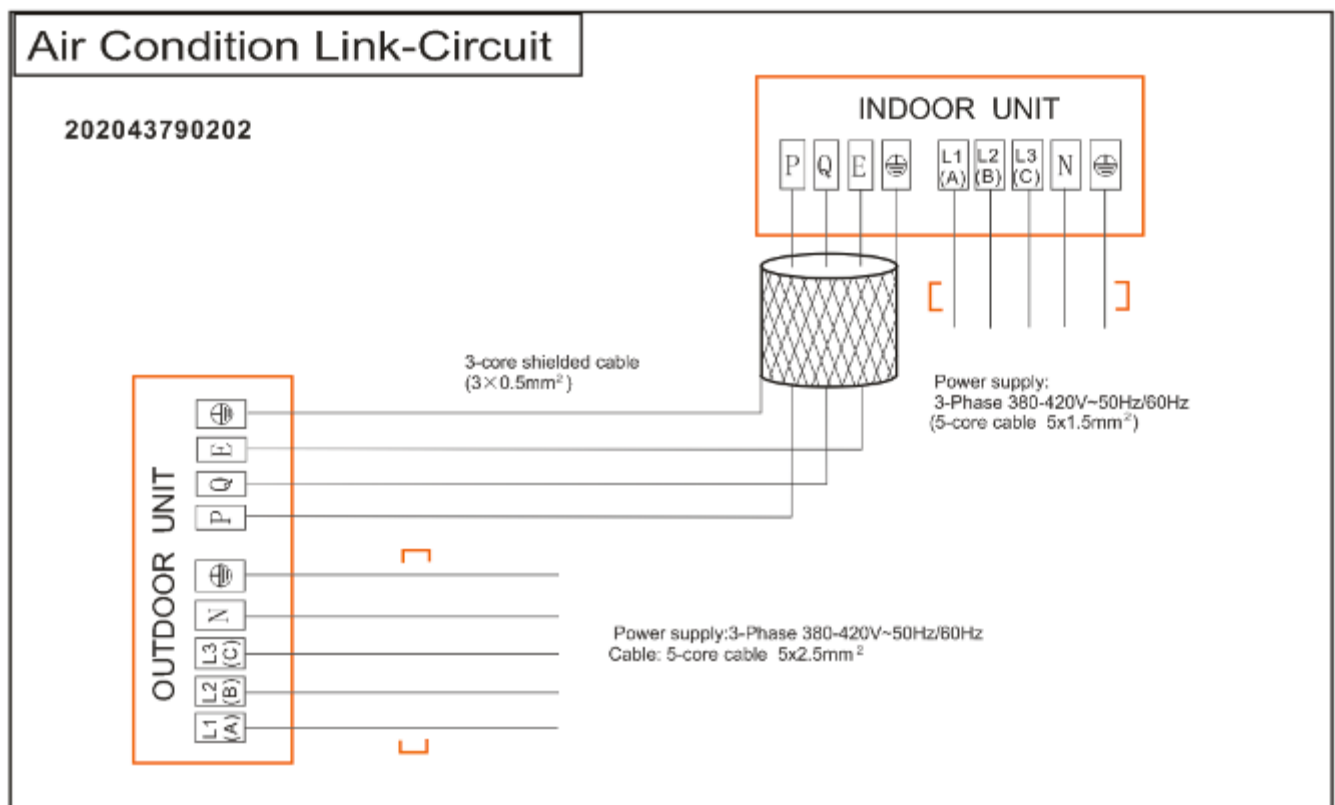 Air Condition Link-Circuit
202043790202
INDOOR UNIT
P Q E L1 (A) L2 (B) L3 (C) N
3-core shielded cable
(3×0.5mm²)
Power supply:
3-Phase 380-420V~50Hz/60Hz
(5-core cable 5x1.5mm²)
OUTDOOR UNIT
E
Q
P
N
L3 (C)
L2 (B)
L1 (A)
Power supply:3-Phase 380-420V~50Hz/60Hz
Cable: 5-core cable 5x2.5mm²